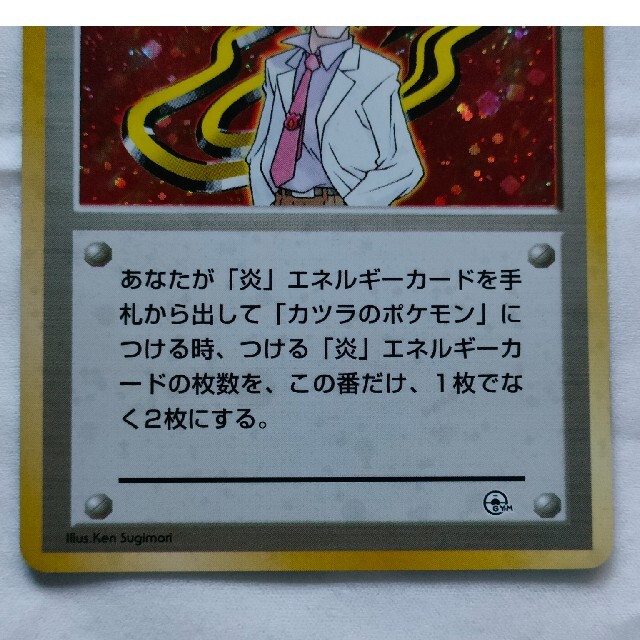 あなたが「炎」エネルギーカードを手
札から出して「カツラのポケモン」に
つける時、つける「炎」エネルギーカ
ードの枚数を、この番だけ、1枚でな
く2枚にする。
GYM
Illus.Ken Sugimori